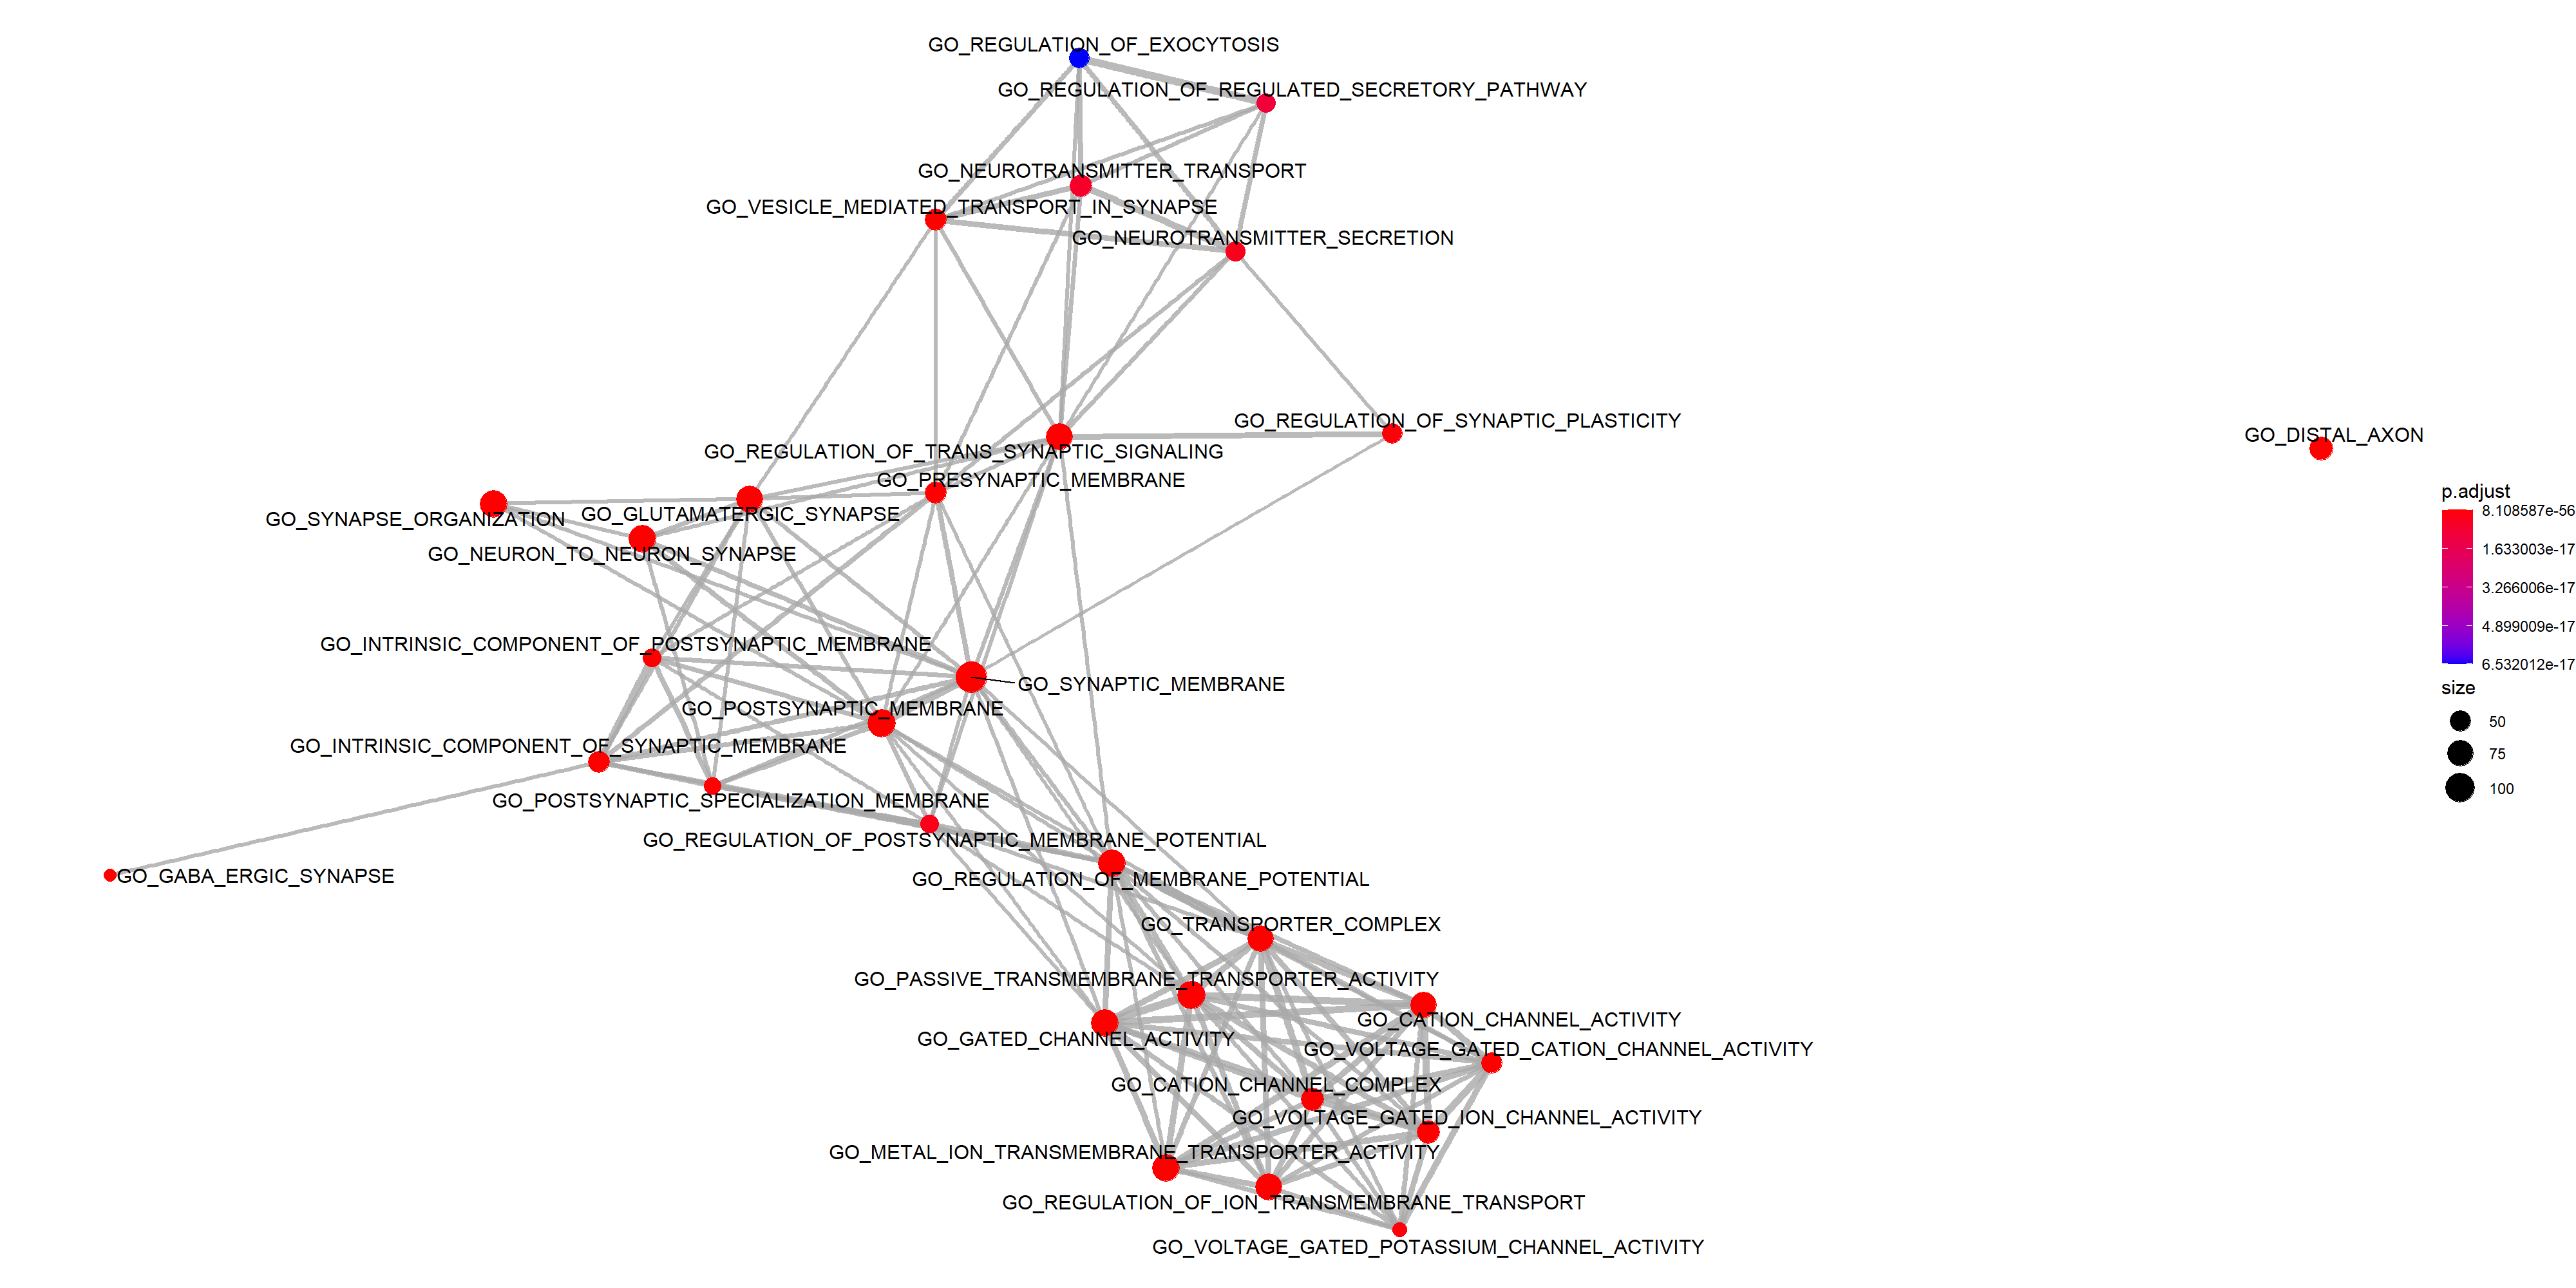 GO_REGULATION_OF_EXOCYTOSIS
GO_REGULATION_OF_REGULATED_SECRETORY_PATHWAY
GO_NEUROTRANSMITTER_TRANSPORT
GO_VESICLE_MEDIATED_TRANSPORT_IN_SYNAPSE
GO_NEUROTRANSMITTER_SECRETION
GO_REGULATION_OF_SYNAPTIC_PLASTICITY
GO_DISTAL_AXON
GO_REGULATION_OF_TRANS_SYNAPTIC_SIGNALING
GO_PRESYNAPTIC_MEMBRANE
GO_GLUTAMATERGIC_SYNAPSE
GO_SYNAPSE_ORGANIZATION
GO_NEURON_TO_NEURON_SYNAPSE
GO_INTRINSIC_COMPONENT_OF_POSTSYNAPTIC_MEMBRANE
GO_SYNAPTIC_MEMBRANE
GO_POSTSYNAPTIC_MEMBRANE
GO_INTRINSIC_COMPONENT_OF_SYNAPTIC_MEMBRANE
GO_POSTSYNAPTIC_SPECIALIZATION_MEMBRANE
GO_REGULATION_OF_POSTSYNAPTIC_MEMBRANE_POTENTIAL
GO_GABA_ERGIC_SYNAPSE
GO_REGULATION_OF_MEMBRANE_POTENTIAL
GO_TRANSPORTER_COMPLEX
GO_PASSIVE_TRANSMEMBRANE_TRANSPORTER_ACTIVITY
GO_CATION_CHANNEL_ACTIVITY
GO_GATED_CHANNEL_ACTIVITY
GO_VOLTAGE_GATED_CATION_CHANNEL_ACTIVITY
GO_CATION_CHANNEL_COMPLEX
GO_VOLTAGE_GATED_ION_CHANNEL_ACTIVITY
GO_METAL_ION_TRANSMEMBRANE_TRANSPORTER_ACTIVITY
GO_REGULATION_OF_ION_TRANSMEMBRANE_TRANSPORT
GO_VOLTAGE_GATED_POTASSIUM_CHANNEL_ACTIVITY
p.adjust
8.108587e-56
1.633003e-17
3.266006e-17
4.899009e-17
6.532012e-17
size
50
75
100